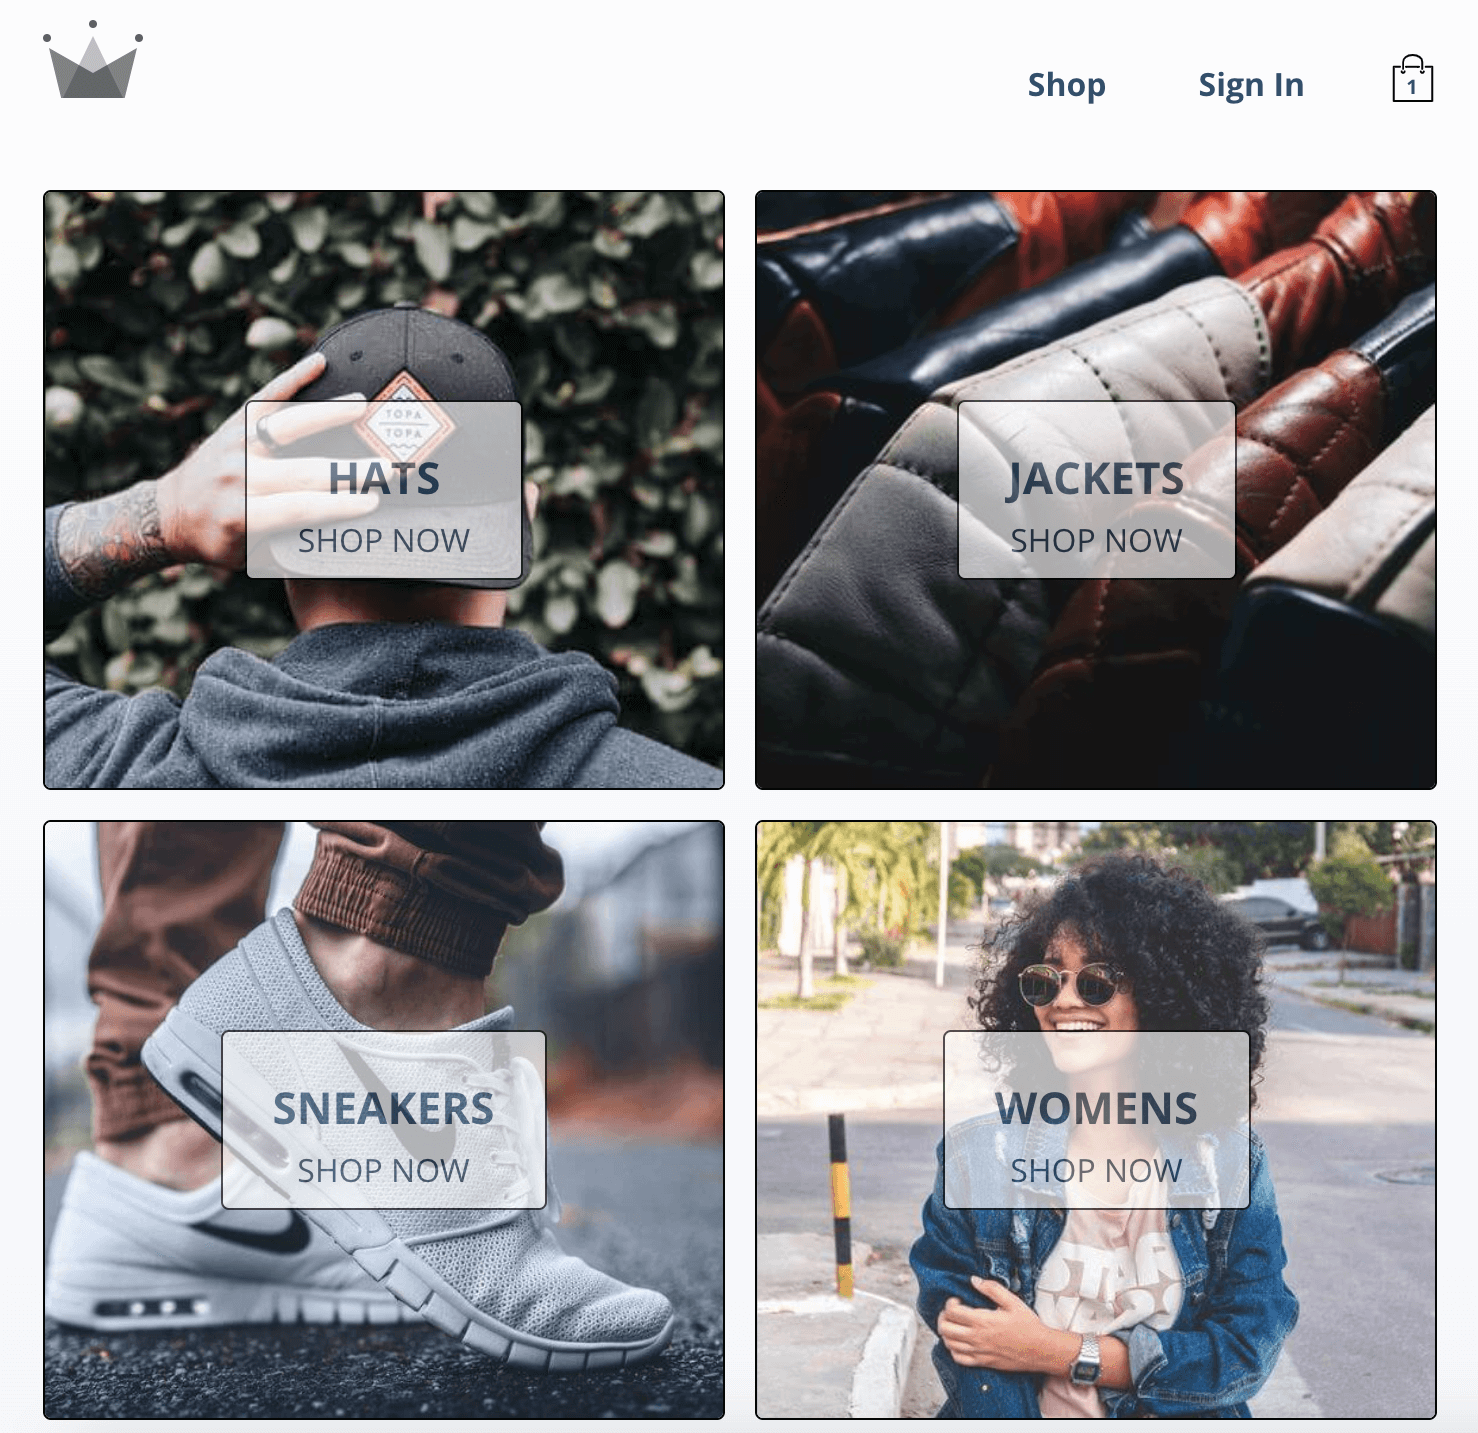 Shop
Sign In
1
TOPA
TOPA
HATS
SHOP NOW
JACKETS
SHOP NOW
SNEAKERS
SHOP NOW
WOMENS
SHOP NOW